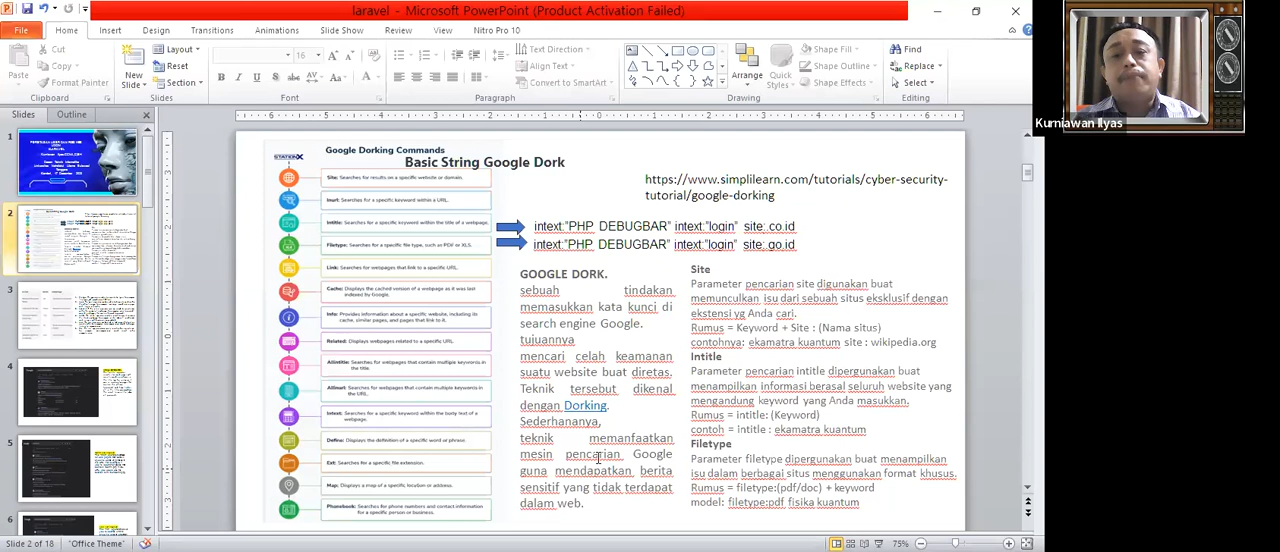 laravel - Microsoft PowerPoint (Product Activation Failed)
File Home Insert Design Transitions Animations Slide Show Review View Nitro Pro 10
Paste
Cut
Copy
Format Painter
Clipboard
New
Slide
Layout
Reset
Section
Slides
16
Font
Text Direction
Align Text
Convert to SmartArt
Paragraph
Arrange
Quick
Styles
Shape Fill
Shape Outline
Shape Effects
Drawing
Find
Replace
Select
Editing
Kurniawan Ilyas
Slides Outline
1
2
3
4
5
6
STATIONX
Google Dorking Commands
Basic String Google Dork
Site: Searches for results on a specific website or domain.
Inurl: Searches for a specific keyword within a URL.
Intitle: Searches for a specific keyword within the title of a webpage.
Filetype: Searches for a specific file type, such as PDF or XLS.
Link: Searches for webpages that link to a specific URL.
Cache: Displays the cached version of a webpage as it was last
indexed by Google.
Info: Provides information about a specific website, including its
cache, similar pages, and pages that link to it.
Related: Displays webpages related to a specific URL.
Allintitle: Searches for webpages that contain multiple keywords in
the title.
Allinurl: Searches for webpages that contain multiple keywords in
the URL.
Intext: Searches for a specific keyword within the body text of a
webpage.
Define: Displays the definition of a specific word or phrase.
Ext: Searches for a specific file extension.
Map: Displays a map of a specific location or address.
Phonebook: Searches for phone numbers and contact information
for a specific person or business.
https://www.simplilearn.com/tutorials/cyber-security-
tutorial/google-dorking
intext:"PHP DEBUGBAR" intext:"login" site:co.id
intext:"PHP DEBUGBAR" intext:"login" site:go.id
GOOGLE DORK.
sebuah tindakan
memasukkan kata kunci di
search engine Google.
tujuannya
mencari celah keamanan
suatu website buat diretas.
Teknik tersebut dikenal
dengan Dorking.
Sederhananya,
teknik memanfaatkan
mesin pencarian Google
guna mendapatkan berita
sensitif yang tidak terdapat
dalam web.
Site
Parameter pencarian site digunakan buat
memunculkan isu dari sebuah situs eksklusif dengan
ekstensi yang Anda cari.
Rumus = Keyword + Site : (Nama situs)
contohnya: ekamatra kuantum site : wikipedia.org
Intitle
Parameter pencarian intitle dipergunakan buat
menampilkan informasi berasal seluruh website yang
mengandung keyword yang Anda masukkan.
Rumus = intitle: (Keyword)
contoh = intitle : ekamatra kuantum
Filetype
Parameter pencarian digunakan buat menampilkan
isu dasar mengenai situs menggunakan format khusus.
Rumus = filetype:(pdf/doc) + keyword
model: filetype:pdf fisika kuantum
Slide 2 of 18 "Office Theme" 75%